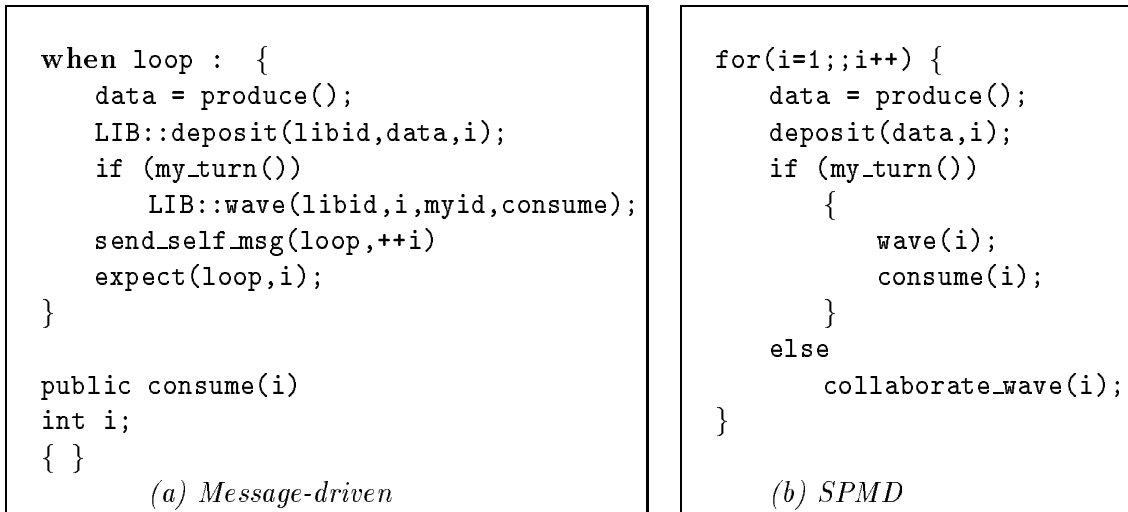 when loop : {
data = produce();
LIB::deposit(libid,data,i);
if (my_turn())
LIB::wave(libid,i,myid,consume);
send_self_msg(loop,++i)
expect(loop,i);
}
public consume(i)
int i;
{ }
(a) Message-driven
for(i=1;;i++) {
data = produce();
deposit(data,i);
if (my_turn())
{
wave(i);
consume(i);
}
else
collaborate_wave(i);
}
(b) SPMD